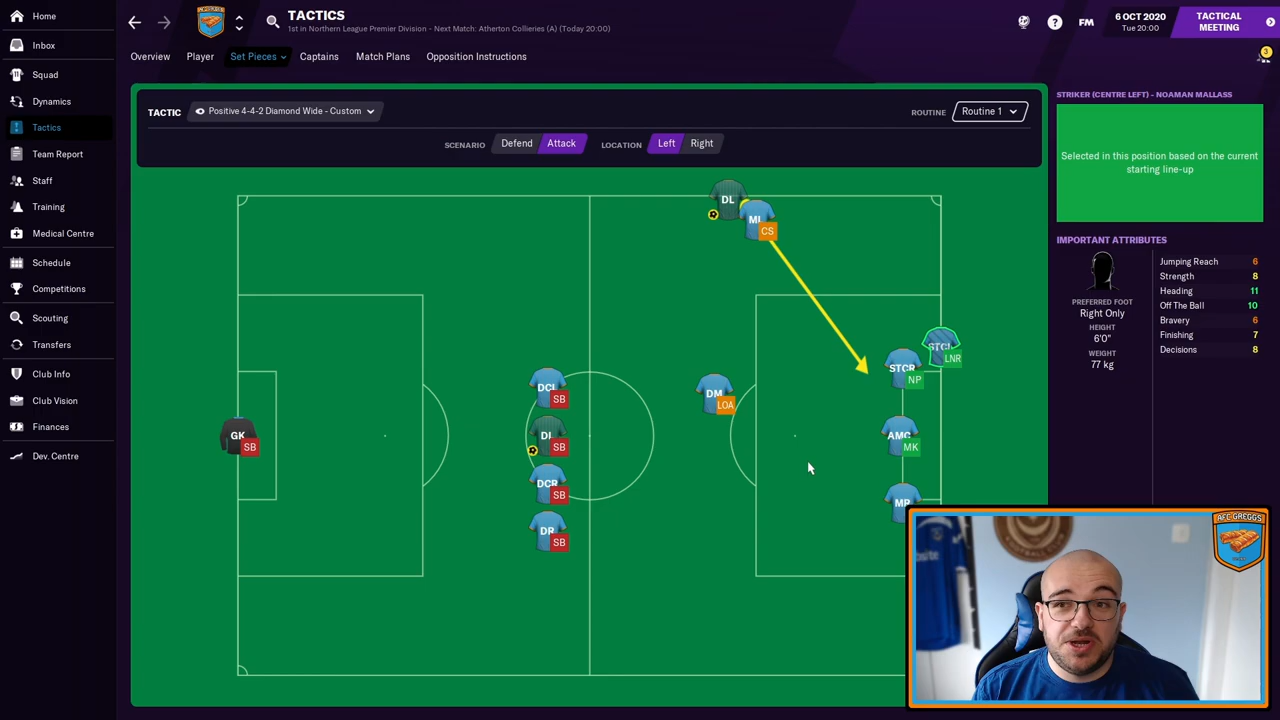 Home
Inbox
Squad
Dynamics
Tactics
Team Report
Staff
Training
Medical Centre
Schedule
Competitions
Scouting
Transfers
Club Info
Club Vision
Finances
Dev. Centre
TACTICS
1st in Northern League Premier Division - Next Match: Atherton Collieries (A) (Today 20:00)
? FM
6 OCT 2020
Tue 20:00
TACTICAL
MEETING
3
Overview Player Set Pieces Captains Match Plans Opposition Instructions
TACTIC Positive 4-4-2 Diamond Wide - Custom
ROUTINE Routine 1
SCENARIO Defend Attack LOCATION Left Right
DL
CS
LNR
STCR
NP
DCL
SB
DM
LOA
GK
SB
DL
SB
AMC
MK
DCR
SB
MR
DR
SB
STRIKER (CENTRE LEFT) - NOAMAN MALLASS
Selected in this position based on the current
starting line-up
IMPORTANT ATTRIBUTES
PREFERRED FOOT
Right Only
HEIGHT
6'0"
WEIGHT
77 kg
Jumping Reach 6
Strength 8
Heading 11
Off The Ball 10
Bravery 6
Finishing 7
Decisions 8
AFC GREGGS